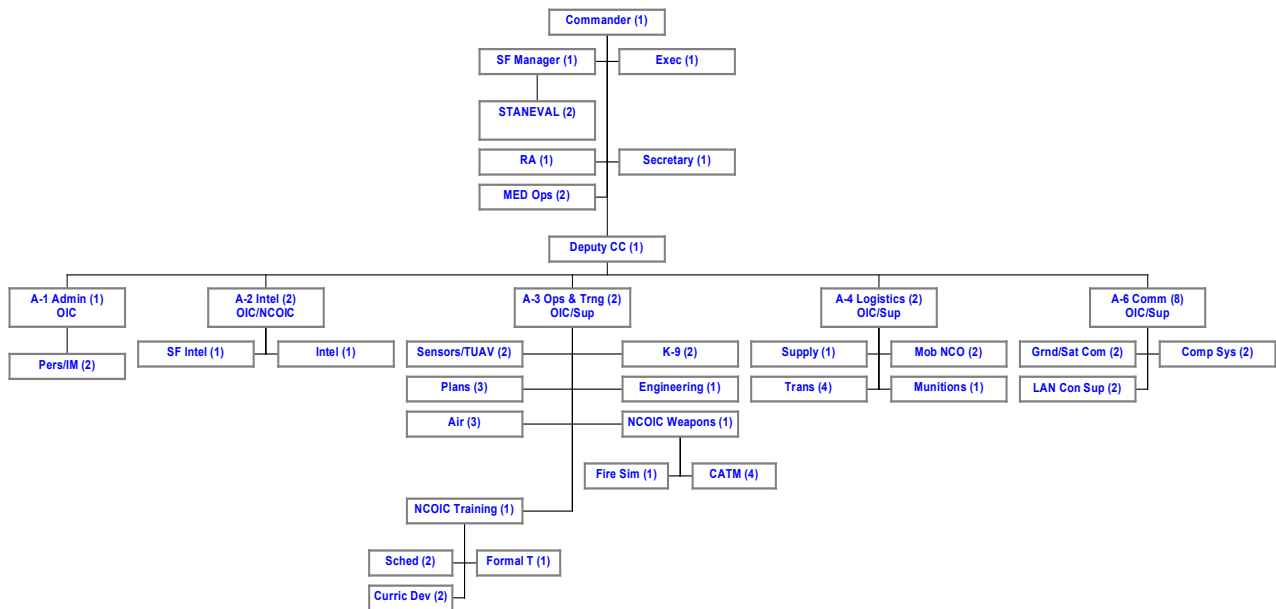 Commander (1)
SF Manager (1)
Exec (1)
STANEVAL (2)
RA (1)
Secretary (1)
MED Ops (2)
Deputy CC (1)
A-1 Admin (1)
OIC
A-2 Intel (2)
OIC/NCOIC
A-3 Ops & Trng (2)
OIC/Sup
A-4 Logistics (2)
OIC/Sup
A-6 Comm (8)
OIC/Sup
Pers/IM (2)
SF Intel (1)
Intel (1)
Sensors/TUAV (2)
K-9 (2)
Plans (3)
Engineering (1)
Air (3)
NCOIC Weapons (1)
Fire Sim (1)
CATM (4)
NCOIC Training (1)
Sched (2)
Formal T (1)
Curric Dev (2)
Supply (1)
Mob NCO (2)
Trans (4)
Munitions (1)
Grnd/Sat Com (2)
Comp Sys (2)
LAN Con Sup (2)